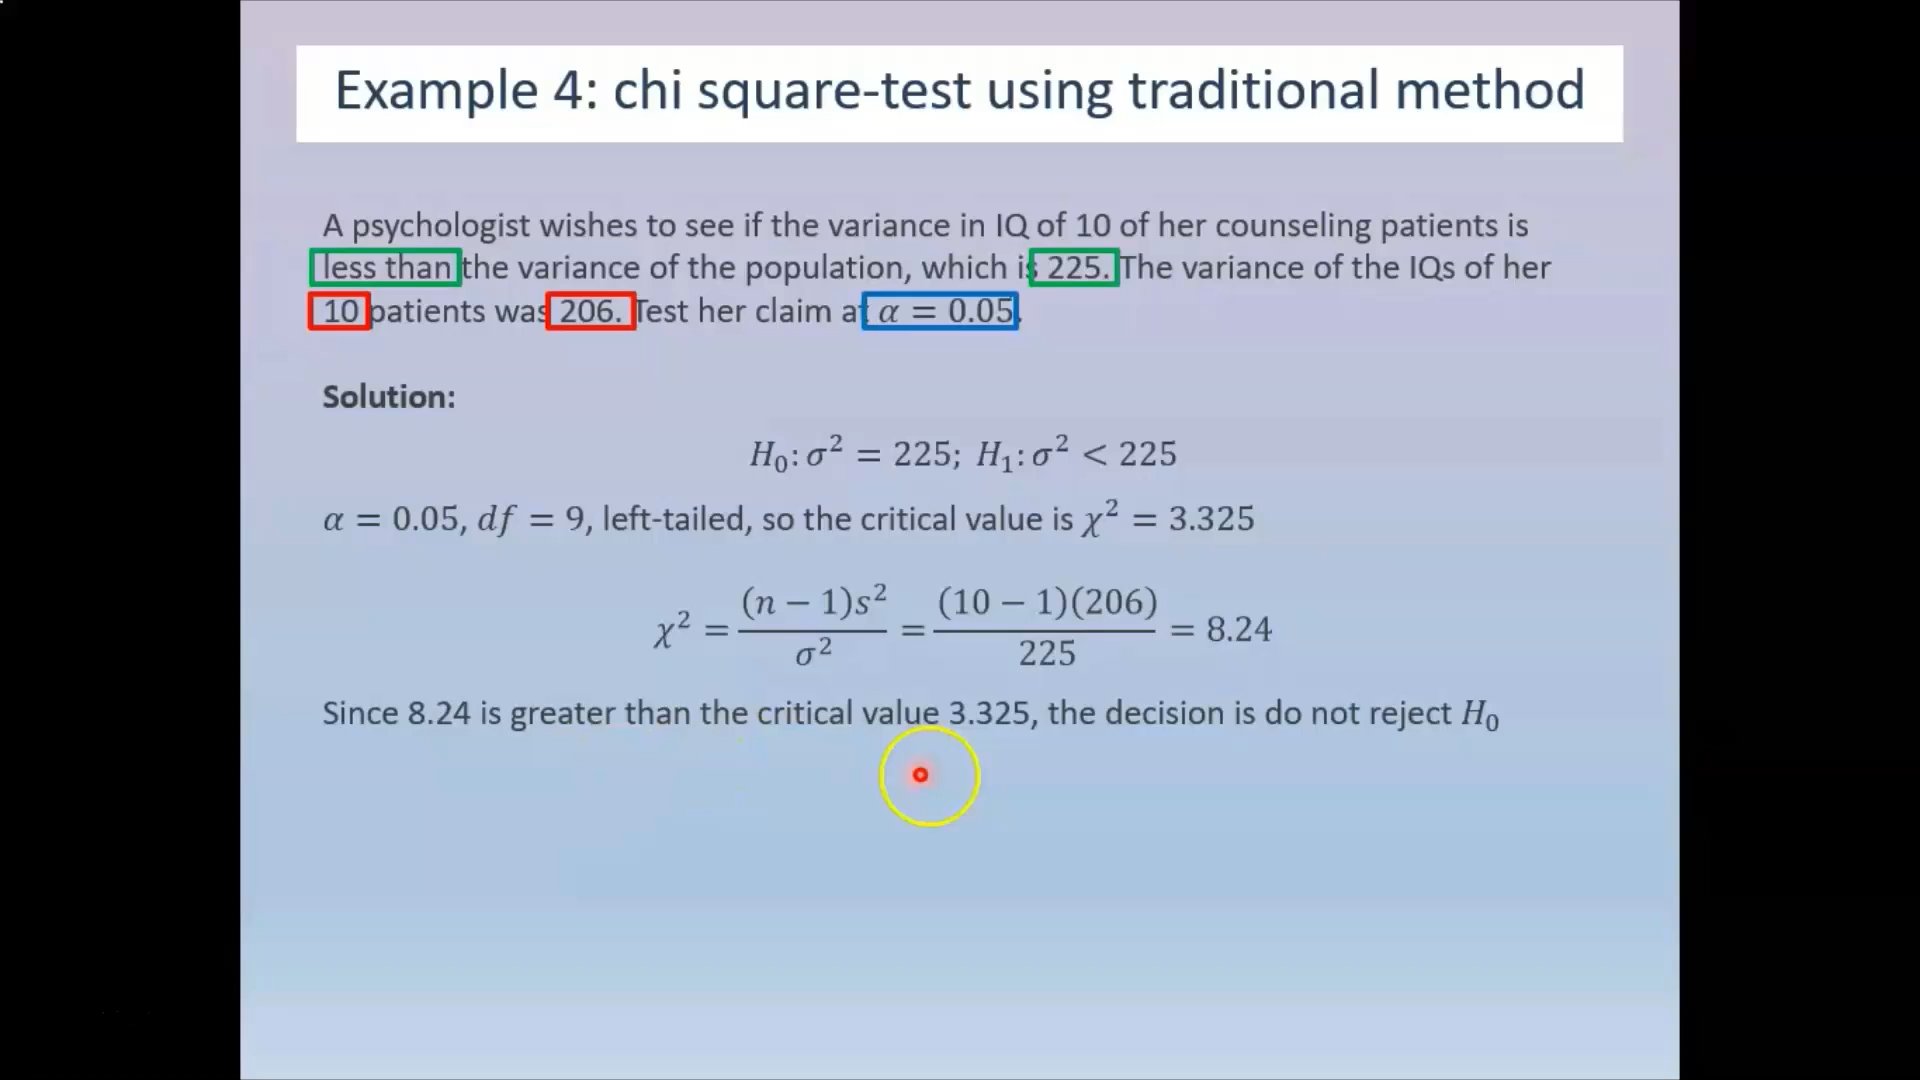 Example 4: chi square-test using traditional method
A psychologist wishes to see if the variance in IQ of 10 of her counseling patients is
less than the variance of the population, which is 225. The variance of the IQs of her
10 patients was 206. Test her claim at α = 0.05.
Solution:
H₀: σ² = 225; H₁: σ² < 225
α = 0.05, df = 9, left-tailed, so the critical value is χ² = 3.325
χ² = (n − 1)s² / σ² = (10 − 1)(206) / 225 = 8.24
Since 8.24 is greater than the critical value 3.325, the decision is do not reject H₀